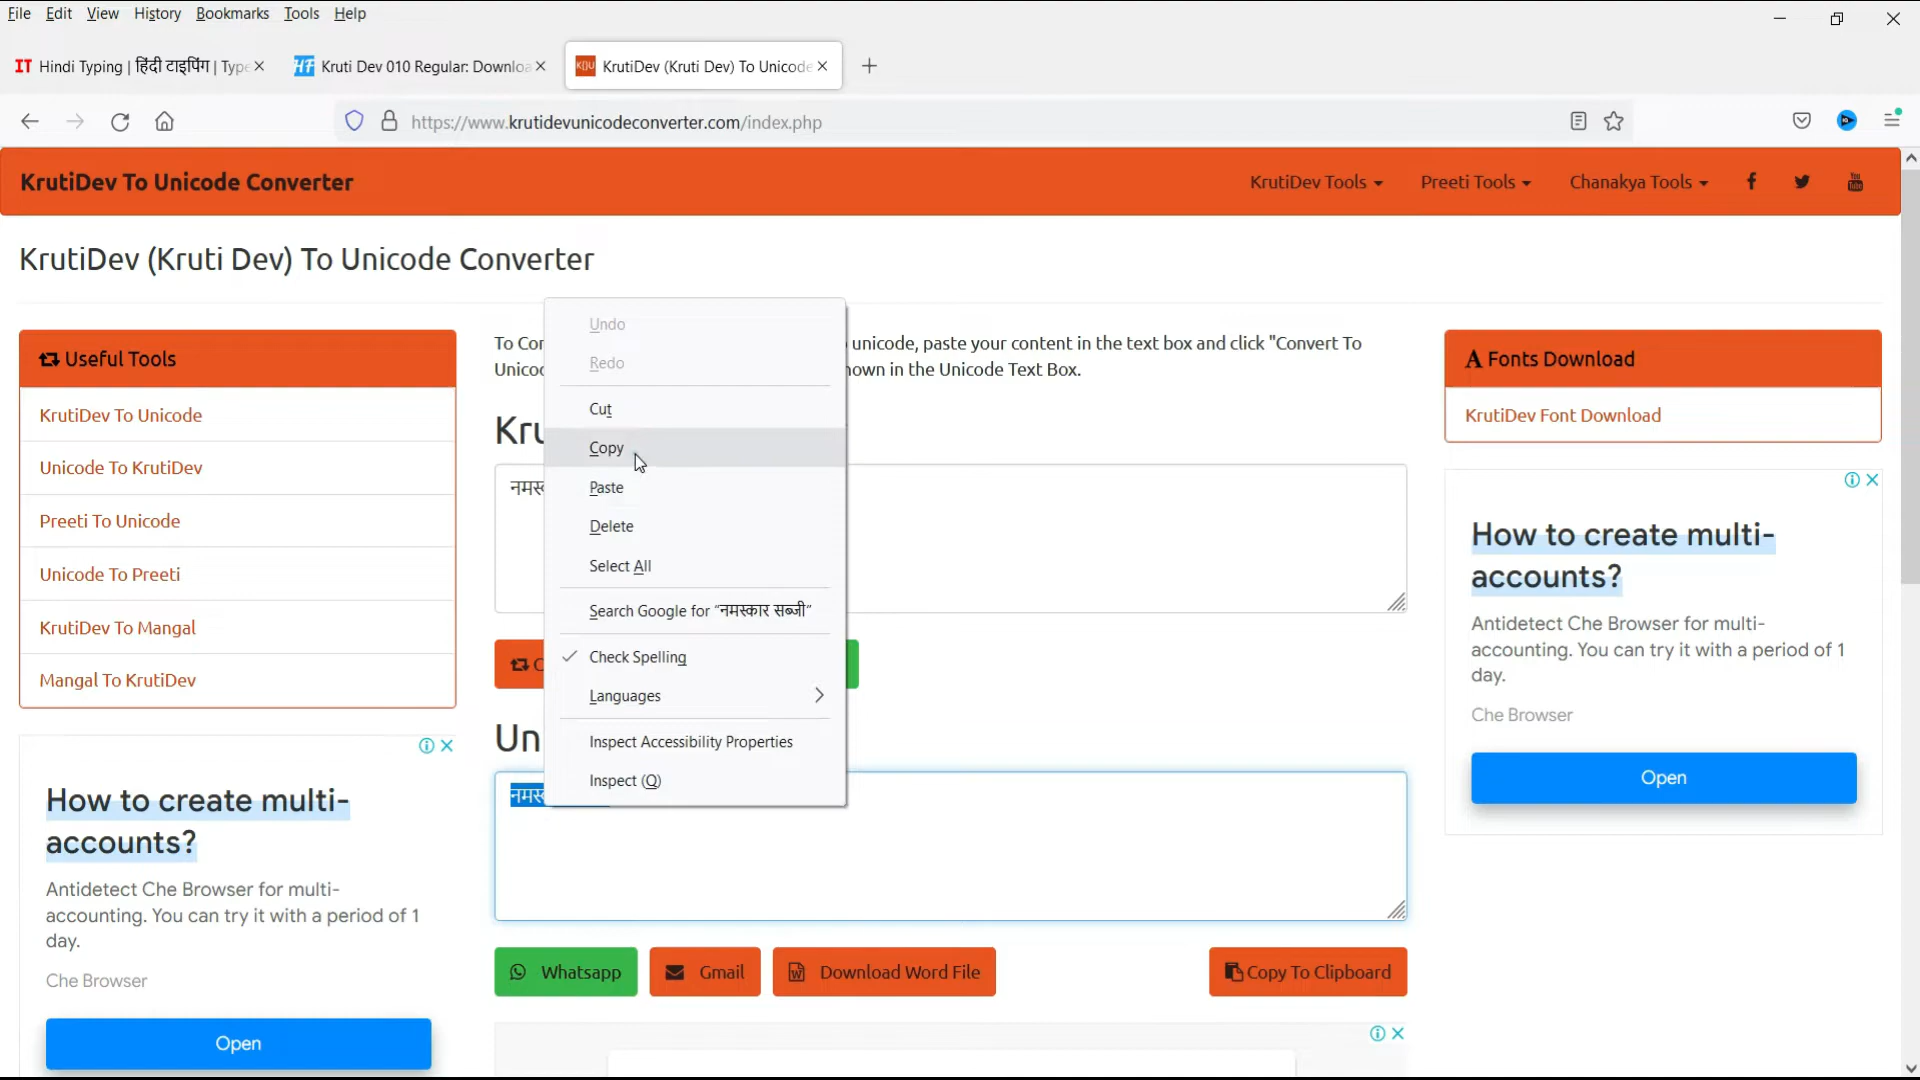 File Edit View History Bookmarks Tools Help
IT Hindi Typing | हिंदी टाइपिंग | Type
HF Kruti Dev 010 Regular: Downloa
KrutiDev (Kruti Dev) To Unicode
https://www.krutidevunicodeconverter.com/index.php
KrutiDev To Unicode Converter
KrutiDev Tools
Preeti Tools
Chanakya Tools
You Tube
KrutiDev (Kruti Dev) To Unicode Converter
Useful Tools
KrutiDev To Unicode
Unicode To KrutiDev
Preeti To Unicode
Unicode To Preeti
KrutiDev To Mangal
Mangal To KrutiDev
How to create multi-
accounts?
Antidetect Che Browser for multi-
accounting. You can try it with a period of 1
day.
Che Browser
Open
unicode, paste your content in the text box and click "Convert To
in the Unicode Text Box.
Undo
Redo
Cut
Copy
Paste
Delete
Select All
Search Google for “नमस्कार सब्जी”
Check Spelling
Languages
Inspect Accessibility Properties
Inspect (Q)
Whatsapp
Gmail
Download Word File
Copy To Clipboard
A Fonts Download
KrutiDev Font Download
How to create multi-
accounts?
Antidetect Che Browser for multi-
accounting. You can try it with a period of 1
day.
Che Browser
Open